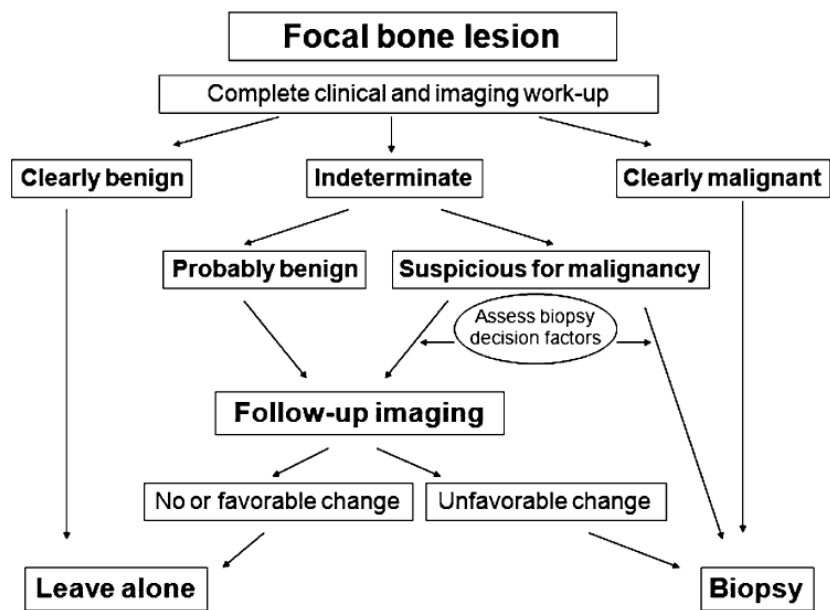 Focal bone lesion
Complete clinical and imaging work-up
Clearly benign
Indeterminate
Clearly malignant
Probably benign
Suspicious for malignancy
Assess biopsy
decision factors
Follow-up imaging
No or favorable change
Unfavorable change
Leave alone
Biopsy